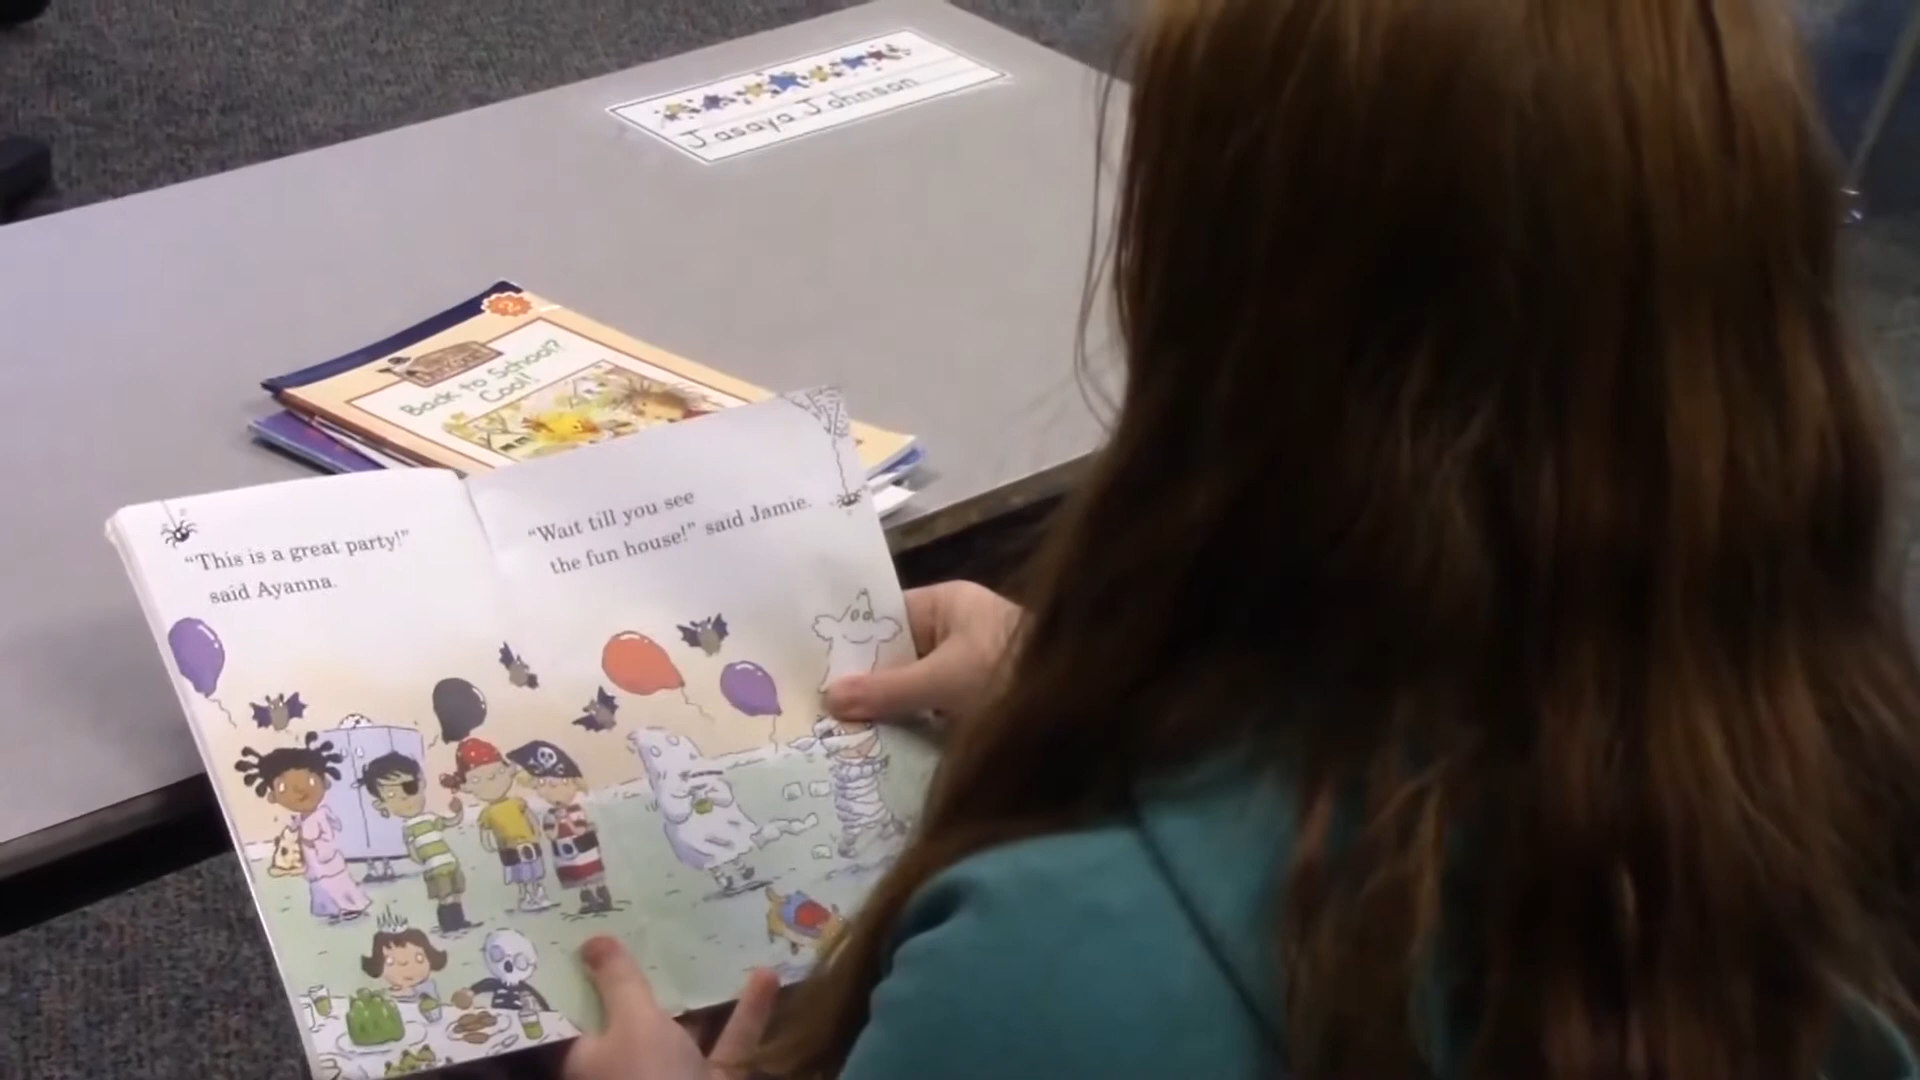 Jasaya Johnson
2
Back to School?
Cool!
"This is a great party!"
said Ayanna.
"Wait till you see
the fun house!" said Jamie.